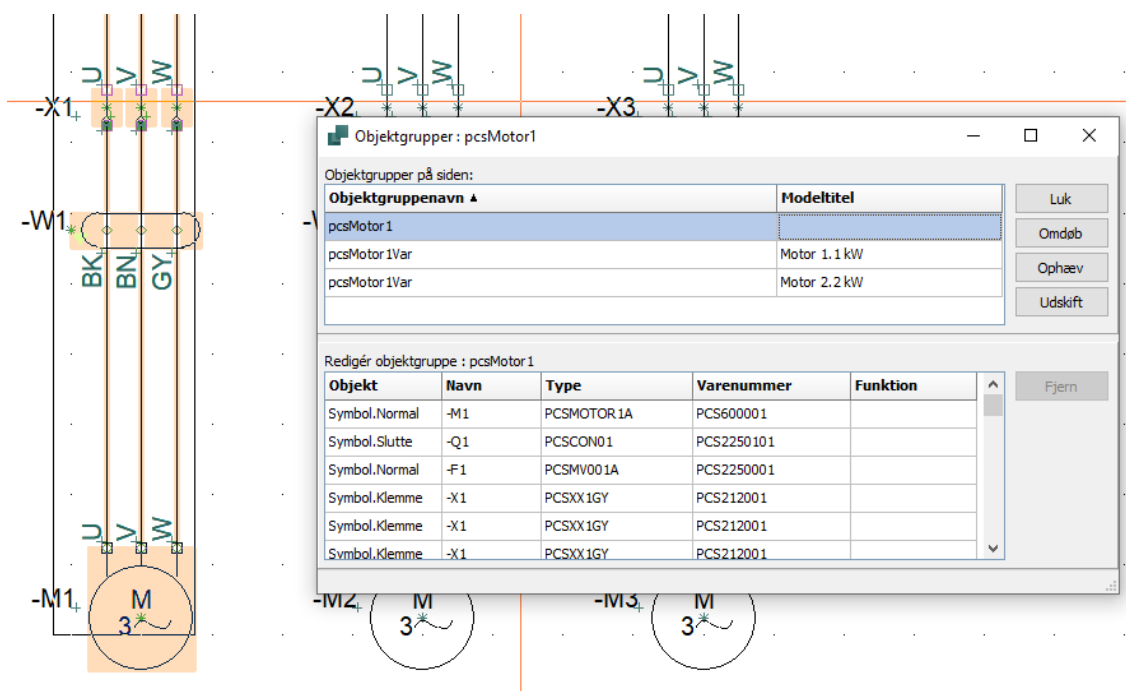 U V W
U V W
U V W
-X1
-X2
-X3
Objektgrupper : pcsMotor1
Objektgrupper på siden:
Objektgruppenavn Modeltitel
pcsMotor1
pcsMotor1Var Motor 1.1 kW
pcsMotor1Var Motor 2.2 kW
Luk
Omdøb
Ophæv
Udskift
-W1
BK BN GY
Redigér objektgruppe : pcsMotor1
Objekt Navn Type Varenummer Funktion
Symbol.Normal -M1 PCSMOTOR1A PCS600001
Symbol.Slutte -Q1 PCSCON01 PCS2250101
Symbol.Normal -F1 PCSMV001A PCS2250001
Symbol.Klemme -X1 PCSXX1GY PCS212001
Symbol.Klemme -X1 PCSXX1GY PCS212001
Symbol.Klemme -X1 PCSXX1GY PCS212001
Fjern
U V W
-M1
M
3
-M2
M
3
-M3
M
3